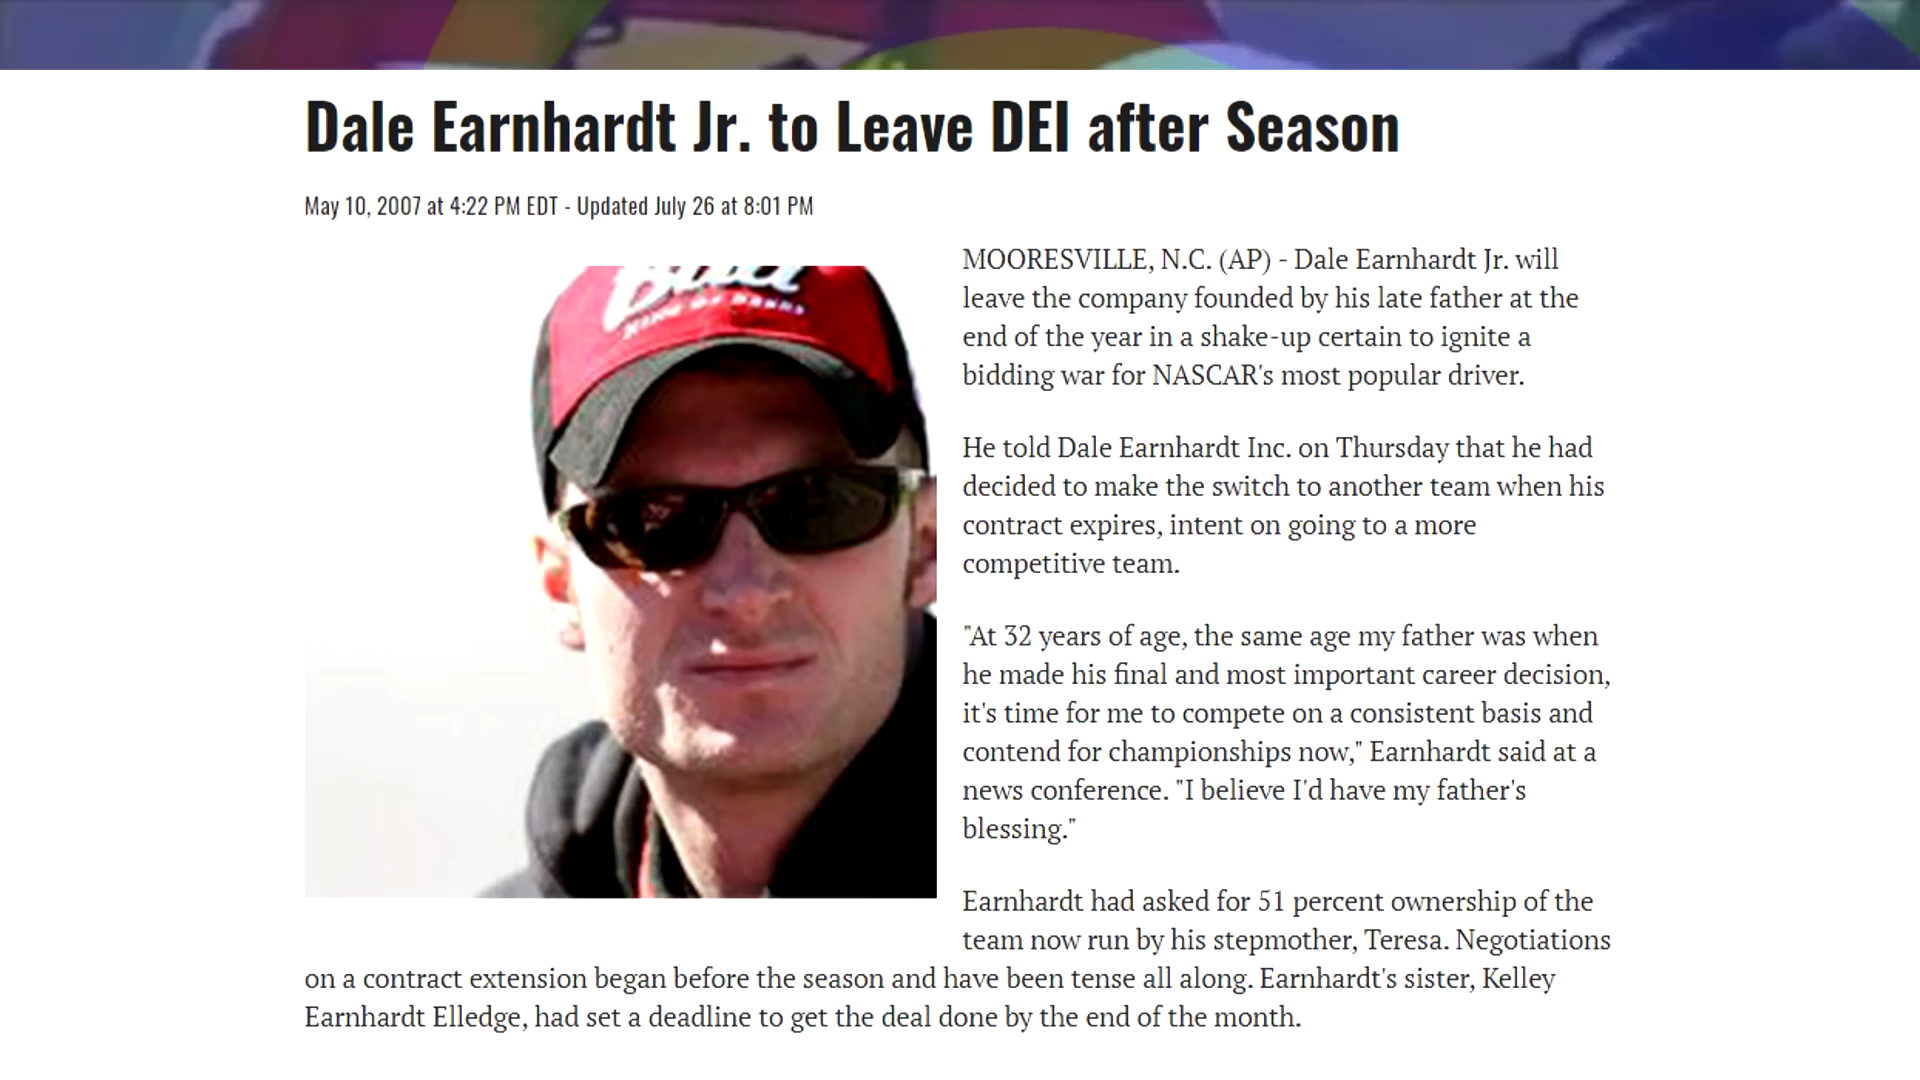 Dale Earnhardt Jr. to Leave DEI after Season
May 10, 2007 at 4:22 PM EDT - Updated July 26 at 8:01 PM
KING OF BEERS
MOORESVILLE, N.C. (AP) - Dale Earnhardt Jr. will
leave the company founded by his late father at the
end of the year in a shake-up certain to ignite a
bidding war for NASCAR's most popular driver.
He told Dale Earnhardt Inc. on Thursday that he had
decided to make the switch to another team when his
contract expires, intent on going to a more
competitive team.
"At 32 years of age, the same age my father was when
he made his final and most important career decision,
it's time for me to compete on a consistent basis and
contend for championships now," Earnhardt said at a
news conference. "I believe I'd have my father's
blessing."
Earnhardt had asked for 51 percent ownership of the
team now run by his stepmother, Teresa. Negotiations
on a contract extension began before the season and have been tense all along. Earnhardt's sister, Kelley
Earnhardt Elledge, had set a deadline to get the deal done by the end of the month.